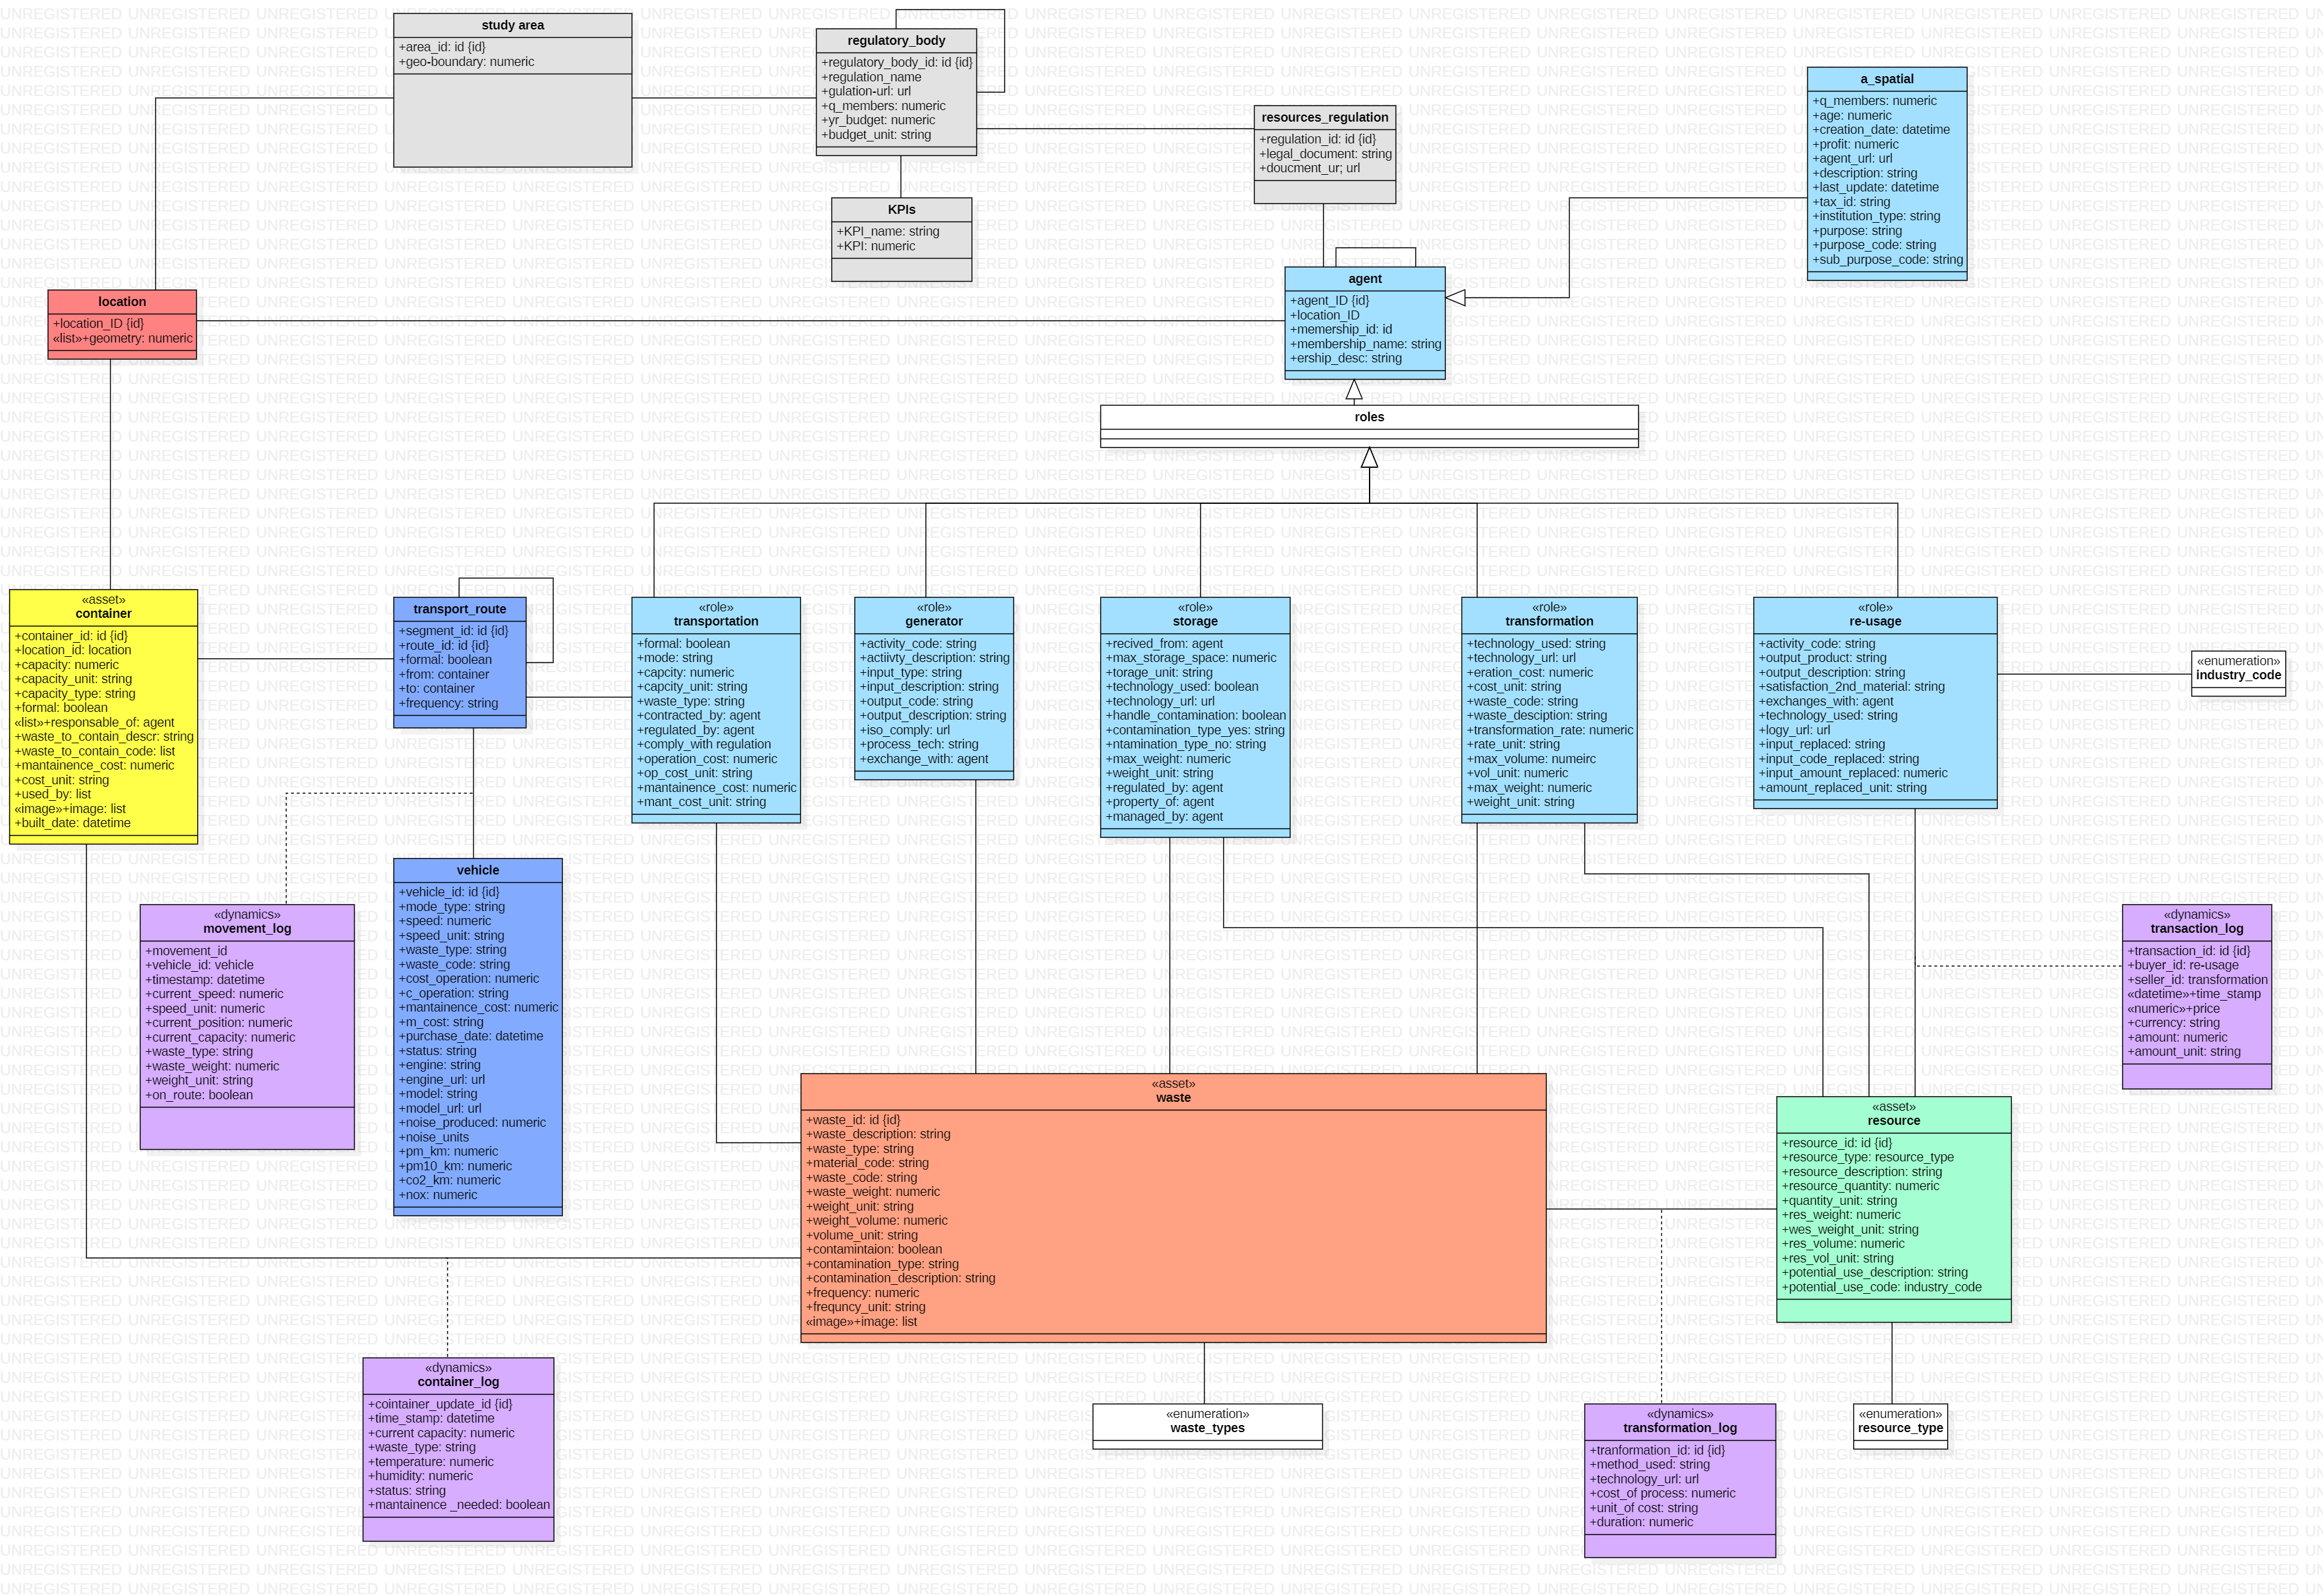 study area
+area_id: id {id}
+geo-boundary: numeric
regulatory_body
+regulatory_body_id: id {id}
+regulation_name
+gulation-url: url
+q_members: numeric
+yr_budget: numeric
+budget_unit: string
resources_regulation
+regulation_id: id {id}
+legal_document: string
+doucment_ur; url
a_spatial
+q_members: numeric
+age: numeric
+creation_date: datetime
+profit: numeric
+agent_url: url
+description: string
+last_update: datetime
+tax_id: string
+institution_type: string
+purpose: string
+purpose_code: string
+sub_purpose_code: string
KPIs
+KPI_name: string
+KPI: numeric
location
+location_ID {id}
«list»+geometry: numeric
agent
+agent_ID {id}
+location_ID
+memership_id: id
+membership_name: string
+ership_desc: string
roles
«asset»
container
+container_id: id {id}
+location_id: location
+capacity: numeric
+capacity_unit: string
+capacity_type: string
+formal: boolean
«list»+responsable_of: agent
+waste_to_contain_descr: string
+waste_to_contain_code: list
+mantainence_cost: numeric
+cost_unit: string
+used_by: list
«image»+image: list
+built_date: datetime
transport_route
+segment_id: id {id}
+route_id: id {id}
+formal: boolean
+from: container
+to: container
+frequency: string
«role»
transportation
+formal: boolean
+mode: string
+capcity: numeric
+capcity_unit: string
+waste_type: string
+contracted_by: agent
+regulated_by: agent
+comply_with regulation
+operation_cost: numeric
+op_cost_unit: string
+mantainence_cost: numeric
+mant_cost_unit: string
«role»
generator
+activity_code: string
+actiivty_description: string
+input_type: string
+input_description: string
+output_code: string
+output_description: string
+iso_comply: url
+process_tech: string
+exchange_with: agent
«role»
storage
+recived_from: agent
+max_storage_space: numeric
+torage_unit: string
+technology_used: boolean
+technology_url: url
+handle_contamination: boolean
+contamination_type_yes: string
+ntamination_type_no: string
+max_weight: numeric
+weight_unit: string
+regulated_by: agent
+property_of: agent
+managed_by: agent
«role»
transformation
+technology_used: string
+technology_url: url
+eration_cost: numeric
+cost_unit: string
+waste_code: string
+waste_desciption: string
+transformation_rate: numeric
+rate_unit: string
+max_volume: numeirc
+vol_unit: numeric
+max_weight: numeric
+weight_unit: string
«role»
re-usage
+activity_code: string
+output_product: string
+output_description: string
+satisfaction_2nd_material: string
+exchanges_with: agent
+technology_used: string
+logy_url: url
+input_replaced: string
+input_code_replaced: string
+input_amount_replaced: numeric
+amount_replaced_unit: string
«enumeration»
industry_code
vehicle
+vehicle_id: id {id}
+mode_type: string
+speed: numeric
+speed_unit: string
+waste_type: string
+waste_code: string
+cost_operation: numeric
+c_operation: string
+mantainence_cost: numeric
+m_cost: string
+purchase_date: datetime
+status: string
+engine: string
+engine_url: url
+model: string
+model_url: url
+noise_produced: numeric
+noise_units
+pm_km: numeric
+pm10_km: numeric
+co2_km: numeric
+nox: numeric
«dynamics»
movement_log
+movement_id
+vehicle_id: vehicle
+timestamp: datetime
+current_speed: numeric
+speed_unit: numeric
+current_position: numeric
+current_capacity: numeric
+waste_type: string
+waste_weight: numeric
+weight_unit: string
+on_route: boolean
«dynamics»
transaction_log
+transaction_id: id {id}
+buyer_id: re-usage
+seller_id: transformation
«datetime»+time_stamp
«numeric»+price
+currency: string
+amount: numeric
+amount_unit: string
«asset»
waste
+waste_id: id {id}
+waste_description: string
+waste_type: string
+material_code: string
+waste_code: string
+waste_weight: numeric
+weight_unit: string
+weight_volume: numeric
+volume_unit: string
+contamintaion: boolean
+contamination_type: string
+contamination_description: string
+frequency: numeric
+frequncy_unit: string
«image»+image: list
«asset»
resource
+resource_id: id {id}
+resource_type: resource_type
+resource_description: string
+resource_quantity: numeric
+quantity_unit: string
+res_weight: numeric
+wes_weight_unit: string
+res_volume: numeric
+res_vol_unit: string
+potential_use_description: string
+potential_use_code: industry_code
«dynamics»
container_log
+cointainer_update_id {id}
+time_stamp: datetime
+current capacity: numeric
+waste_type: string
+temperature: numeric
+humidity: numeric
+status: string
+mantainence _needed: boolean
«enumeration»
waste_types
«dynamics»
transformation_log
+tranformation_id: id {id}
+method_used: string
+technology_url: url
+cost_of process: numeric
+unit_of cost: string
+duration: numeric
«enumeration»
resource_type
UNREGISTERED